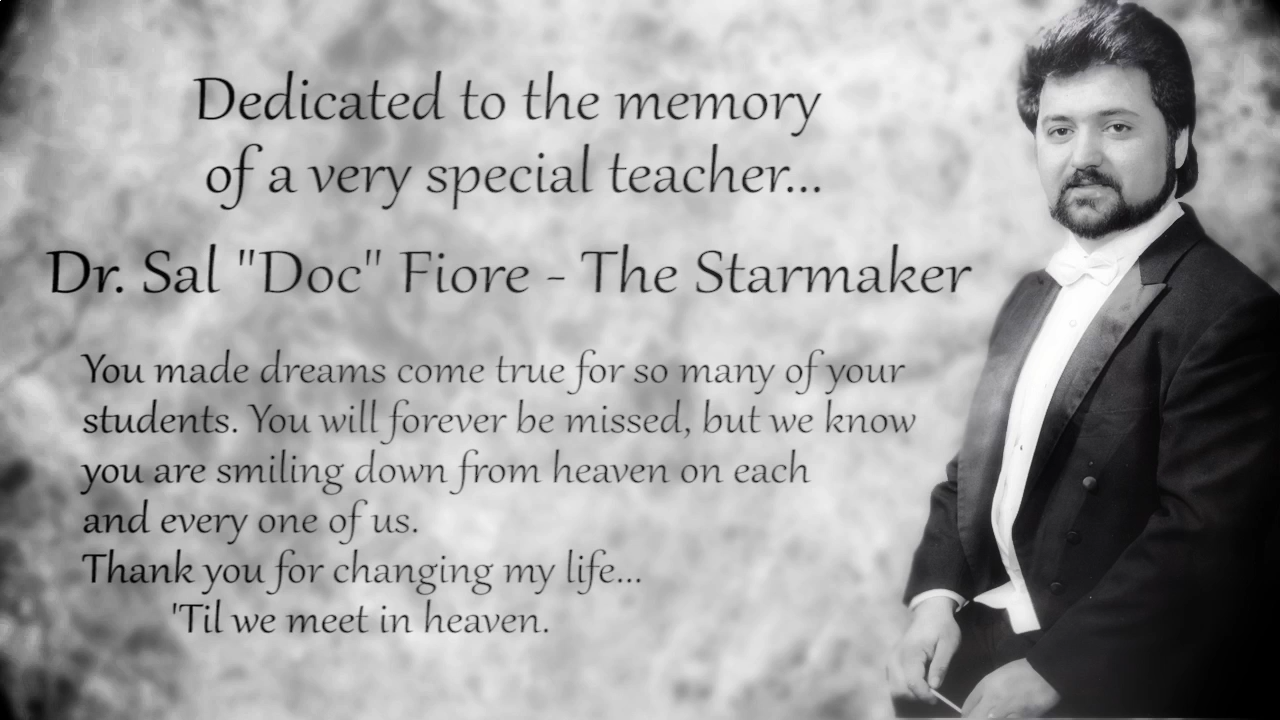 Dedicated to the memory
of a very special teacher...
Dr. Sal "Doc" Fiore - The Starmaker
You made dreams come true for so many of your
students. You will forever be missed, but we know
you are smiling down from heaven on each
and every one of us.
Thank you for changing my life...
'Til we meet in heaven.